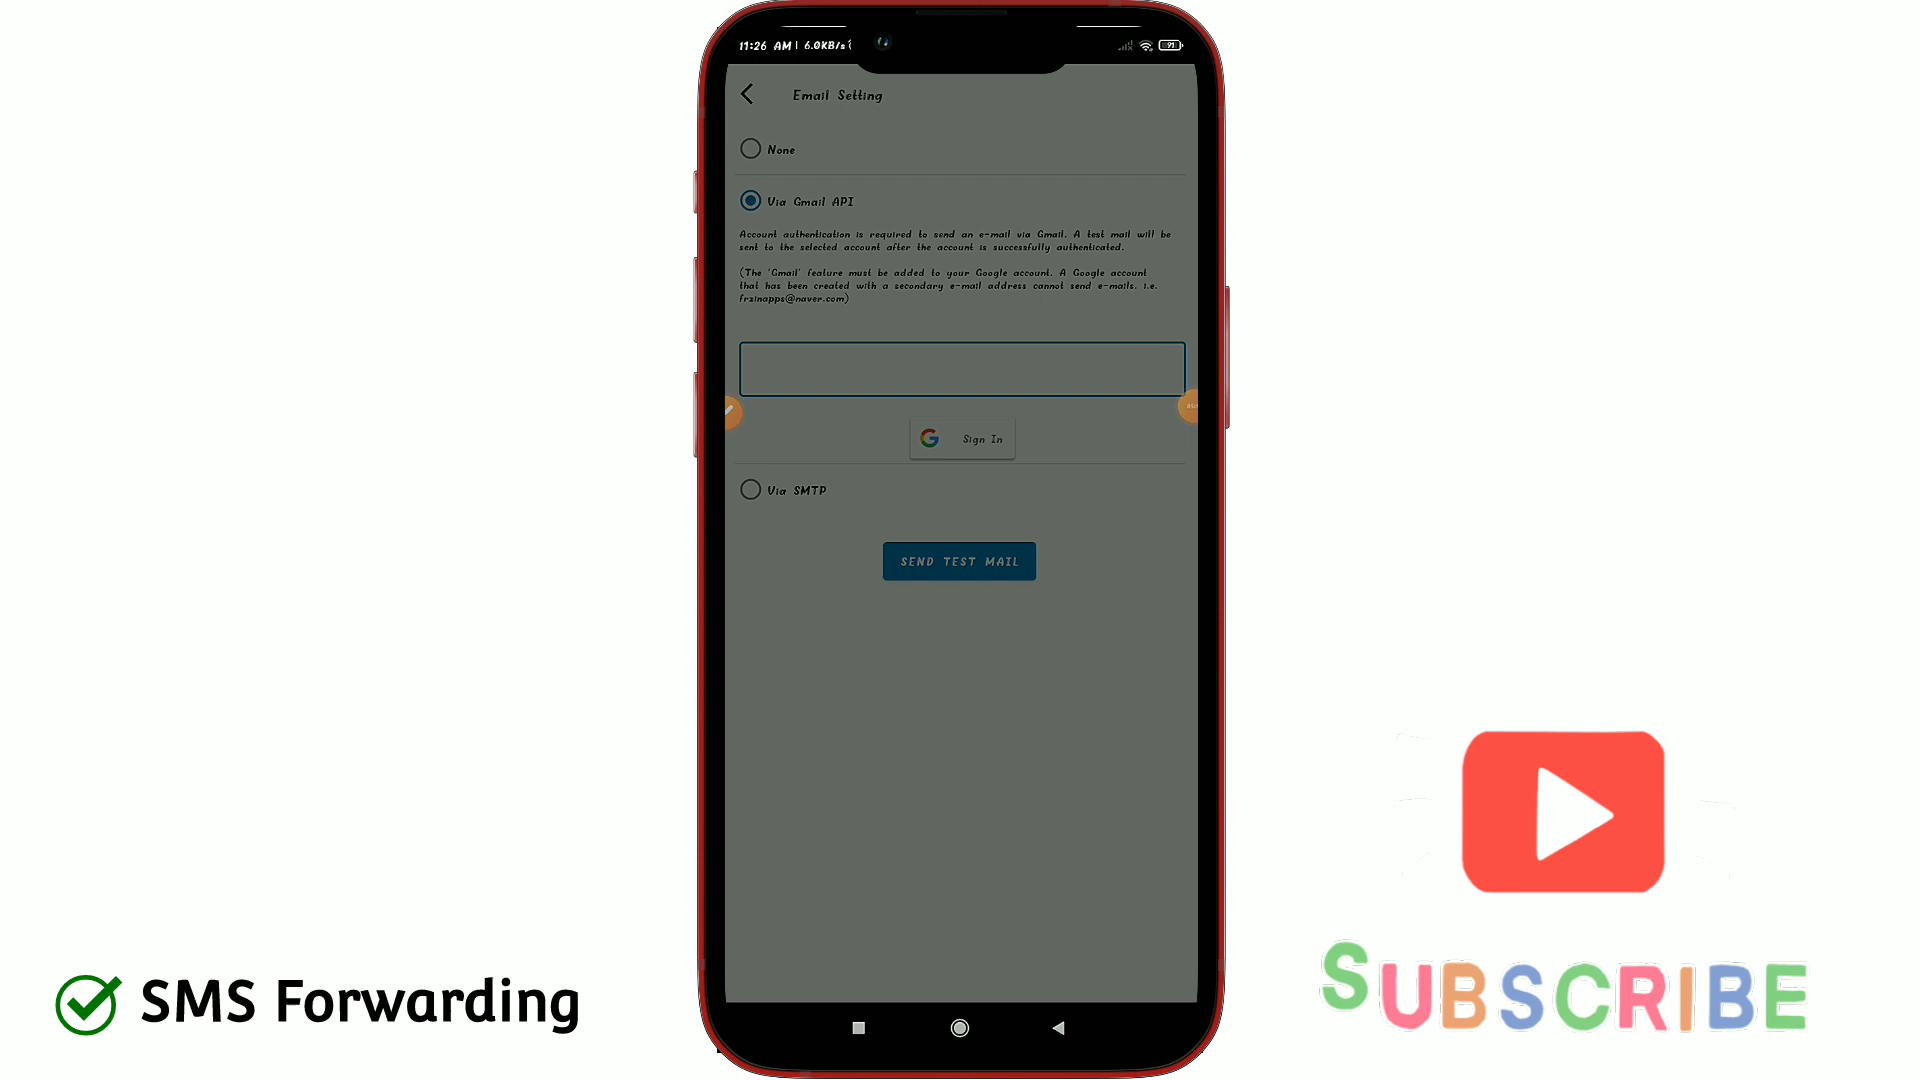 11:26 AM | 6.0KB/s
91
Email Setting
None
Via Gmail API
Account authentication is required to send an e-mail via Gmail. A test mail will be
sent to the selected account after the account is successfully authenticated.
(The 'Gmail' feature must be added to your Google account. A Google account
that has been created with a secondary e-mail address cannot send e-mails. i.e.
frzinapps@naver.com)
G Sign In
Via SMTP
SEND TEST MAIL
SMS Forwarding
SUBSCRIBE